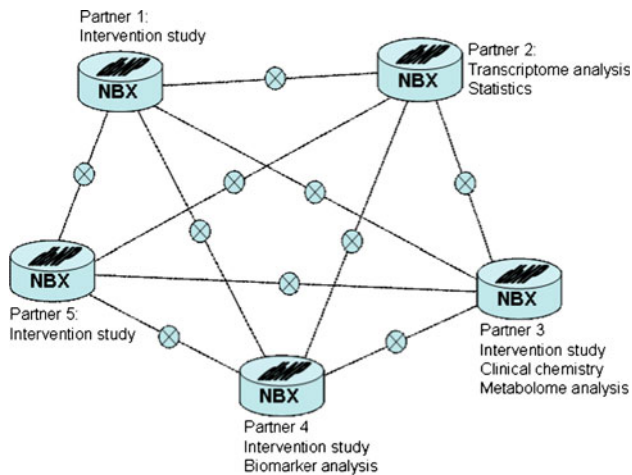 Partner 1:
Intervention study
NBX
Partner 2:
Transcriptome analysis
Statistics
NBX
NBX
Partner 5:
Intervention study
NBX
Partner 3
Intervention study
Clinical chemistry
Metabolome analysis
NBX
Partner 4
Intervention study
Biomarker analysis